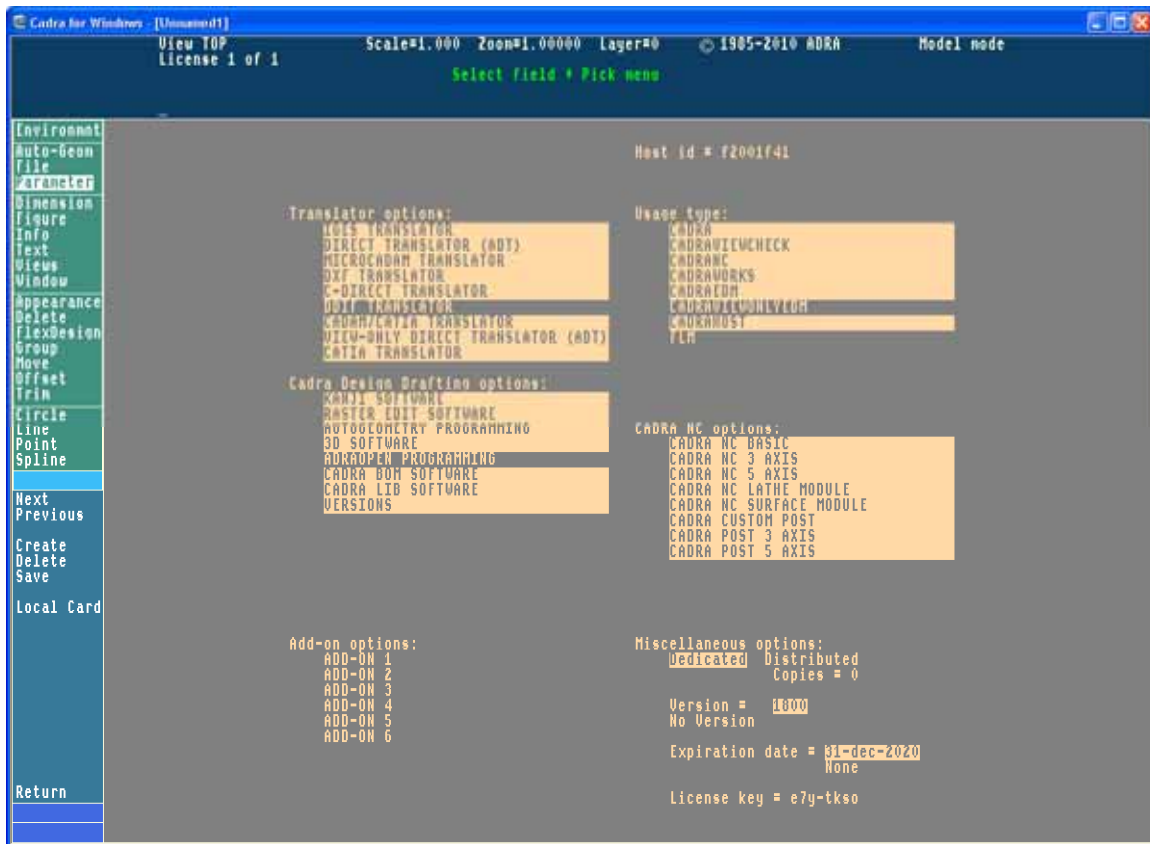 Cadra for Windows - [Unnamed1]
View TOP Scale=1.000 Zoom=1.00000 Layer=0 © 1985-2010 ADRA Model mode
License 1 of 1
Select field + Pick menu
Environmnt
Auto-Geom
File
Parameter
Dimension
Figure
Info
Text
Views
Window
Appearance
Delete
FlexDesign
Group
Move
Offset
Trim
Circle
Line
Point
Spline
Next
Previous
Create
Delete
Save
Local Card
Return
Host id = f2001f41
Translator options:
IGES TRANSLATOR
DIRECT TRANSLATOR (ADT)
MICROCADAM TRANSLATOR
DXF TRANSLATOR
C-DIRECT TRANSLATOR
TRANSLATOR
CADAM/CATIA TRANSLATOR
VIEW-ONLY DIRECT TRANSLATOR (ADT)
CATIA TRANSLATOR
Usage type:
CADRA
CADRAVIEWCHECK
CADRANC
CADRAWORKS
CADRAEDM
CADRAVIEWONLYEDM
CADRAHOST
FLM
Cadra Design Drafting options:
KANJI SOFTWARE
RASTER EDIT SOFTWARE
AUTOGEOMETRY PROGRAMMING
3D SOFTWARE
ADRAOPEN PROGRAMMING
CADRA BOM SOFTWARE
CADRA LIB SOFTWARE
VERSIONS
CADRA NC options:
CADRA NC BASIC
CADRA NC 3 AXIS
CADRA NC 5 AXIS
CADRA NC LATHE MODULE
CADRA NC SURFACE MODULE
CADRA CUSTOM POST
CADRA POST 3 AXIS
CADRA POST 5 AXIS
Add-on options:
ADD-ON 1
ADD-ON 2
ADD-ON 3
ADD-ON 4
ADD-ON 5
ADD-ON 6
Miscellaneous options:
Dedicated Distributed
Copies = 0
Version = 1800
No Version
Expiration date = 31-dec-2020
None
License key = e7y-tkso